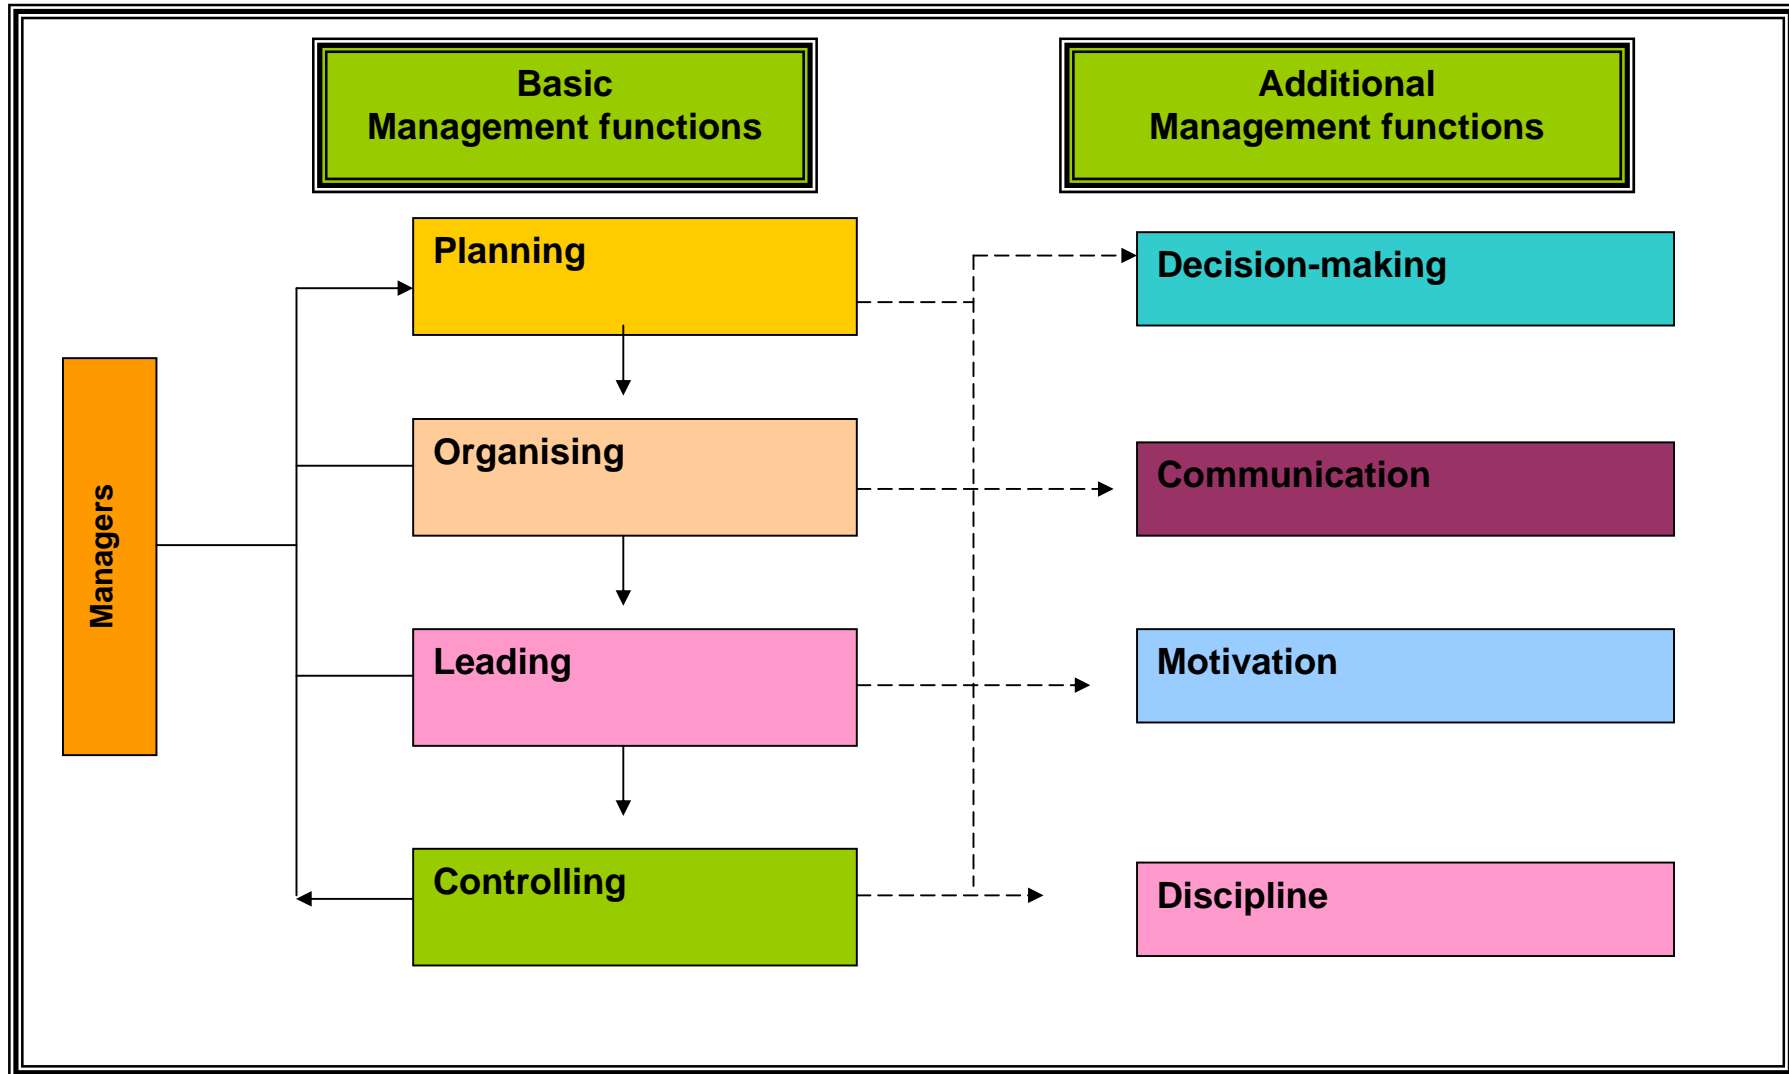 Basic
Management functions
Additional
Management functions
Planning
Decision-making
Organising
Communication
Managers
Leading
Motivation
Controlling
Discipline